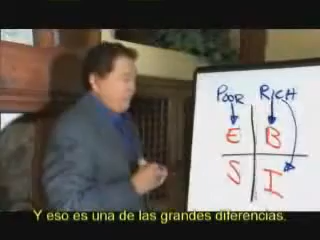 POOR RICH
E B
S I
Y eso es una de las grandes diferencias.